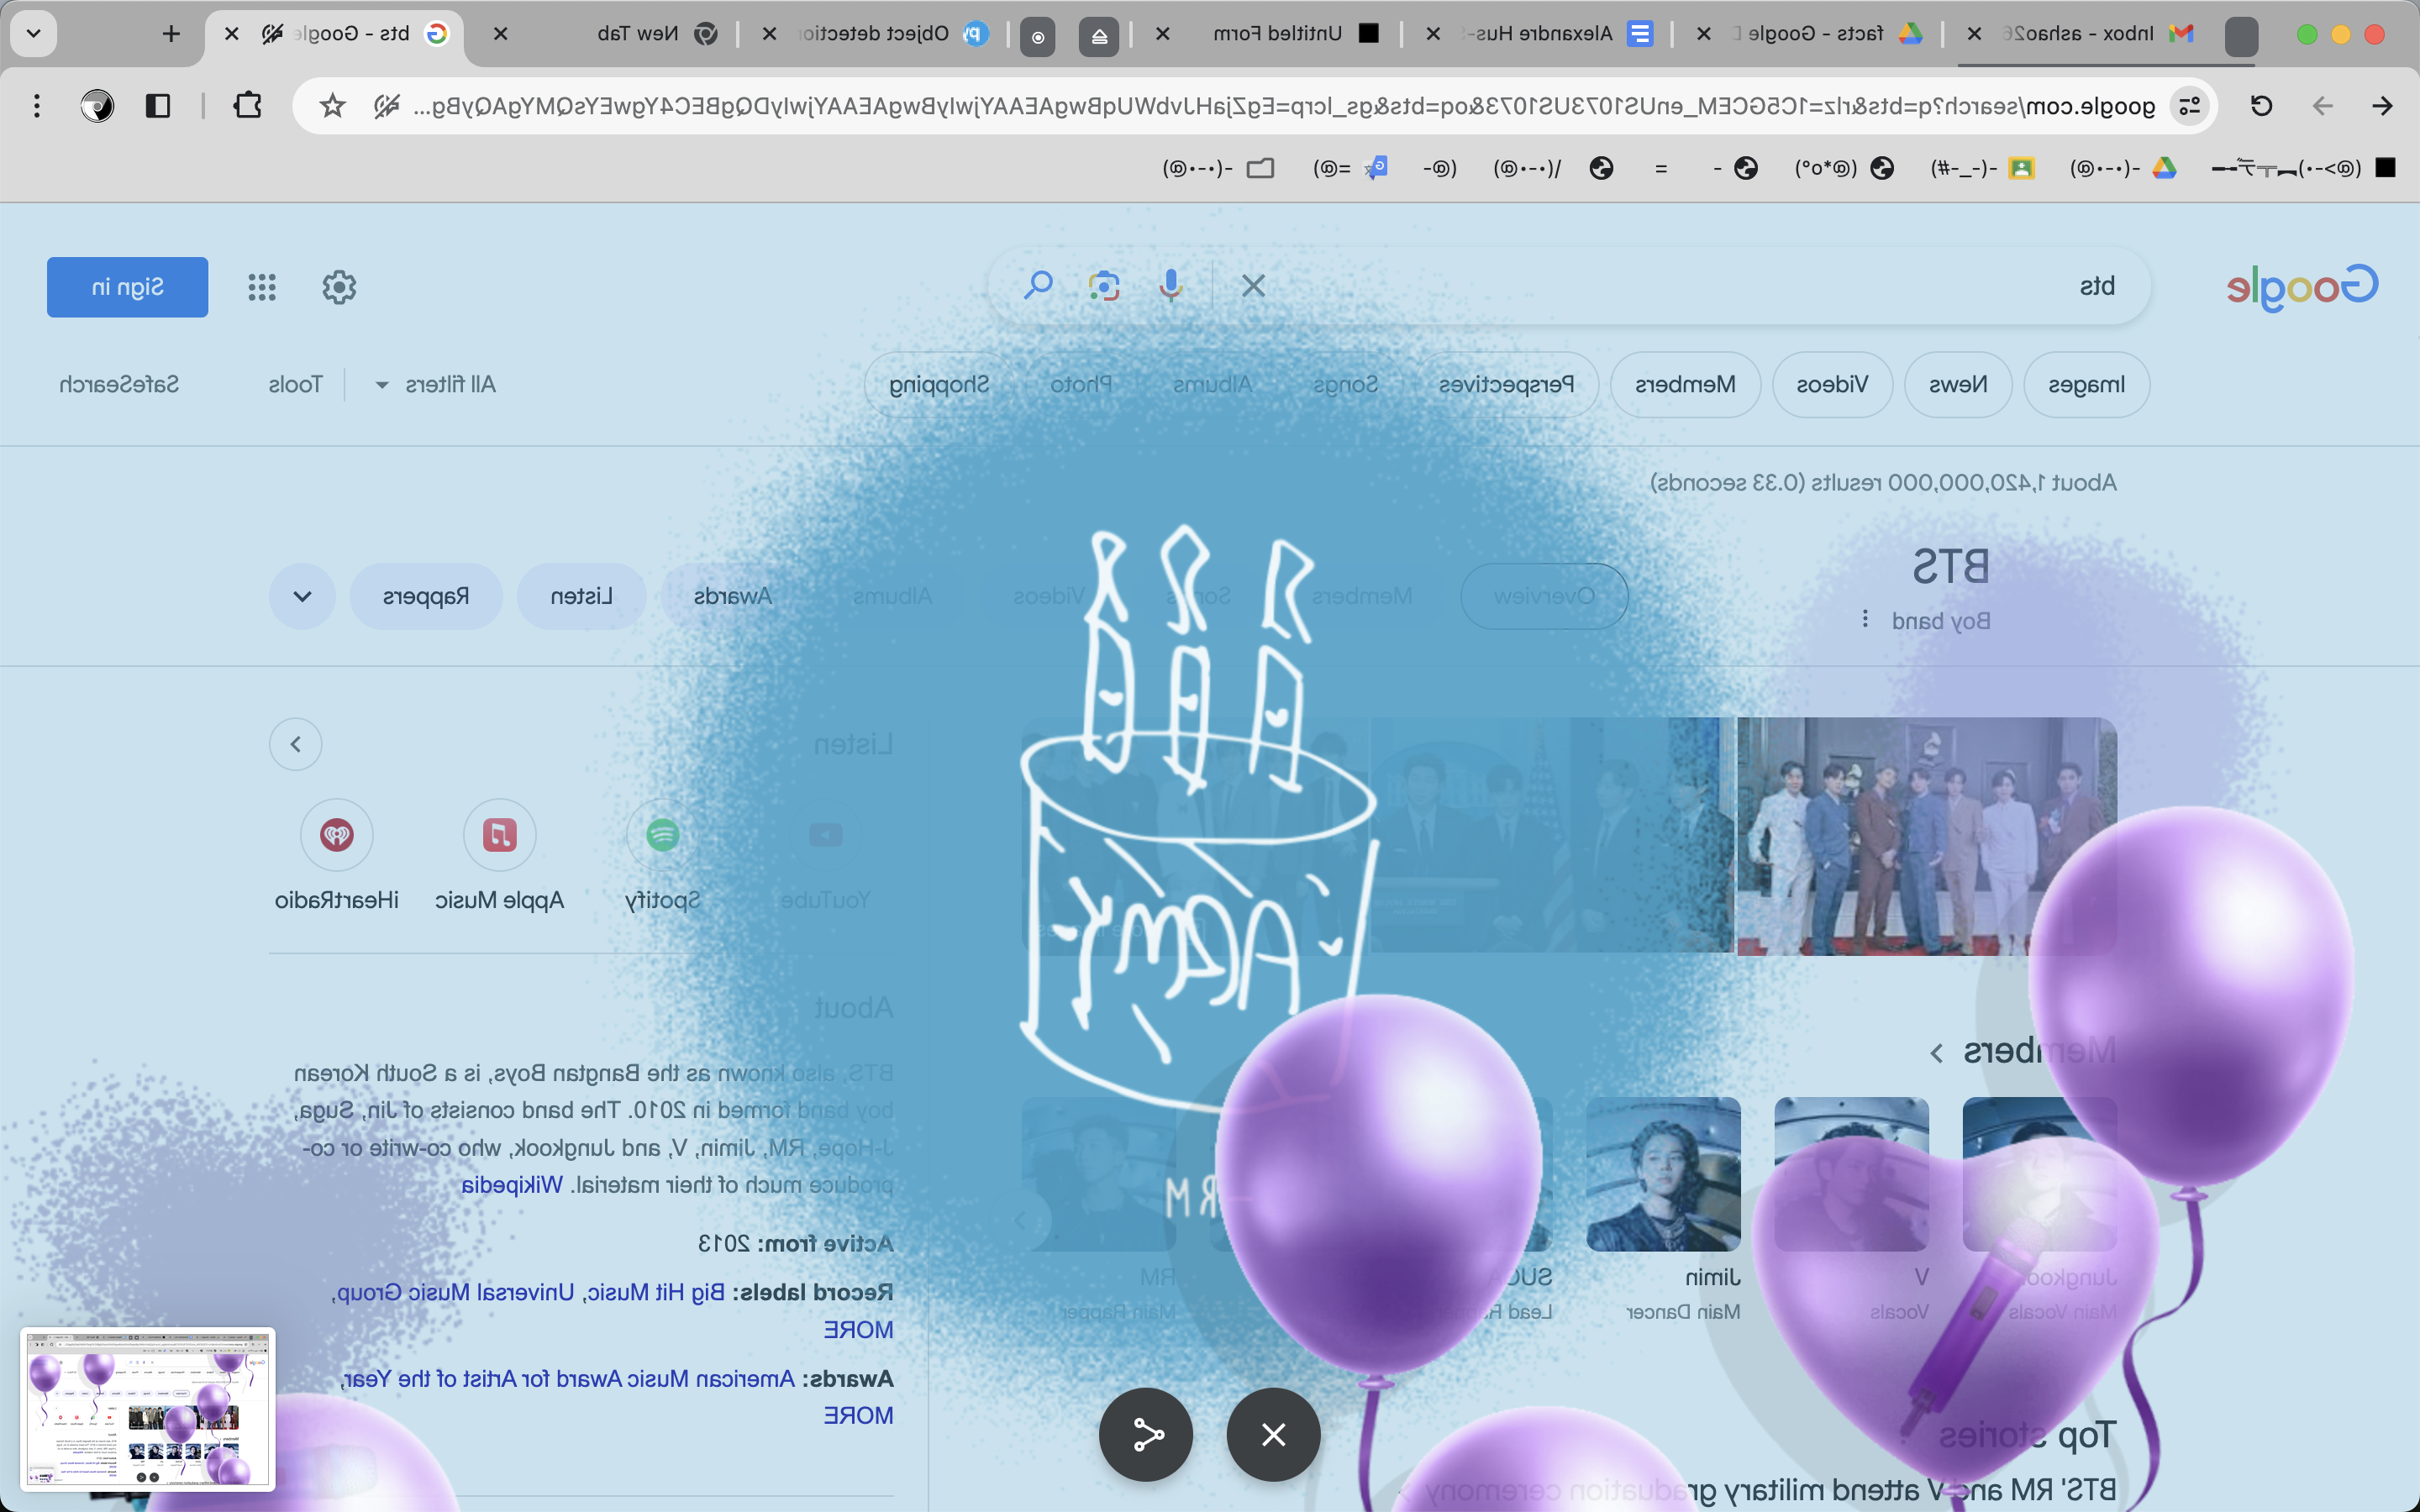 Inbox - ashao26
facts - Google D
Alexandre Hus-
Untitled Form
Object detection
New Tab
bts - Google
google.com/search?q=bts&rlz=1C5GCEM_enUS1073US1073&oq=bts&gs_lcrp=EgZjaHJvbWUqBwgAEAAYjwIyBwgAEAAYjwIyDQgBEC4YgwEYsQMYgAQyBg...
Google
bts
Sign in
Images
News
Videos
Members
Perspectives
Songs
Albums
Photo
Shopping
All filters
Tools
SafeSearch
About 1,420,000,000 results (0.33 seconds)
BTS
Boy band
Overview
Members
Songs
Videos
Albums
Awards
Listen
Rappers
ARMY
RM
Members
Jungkook
Main Vocals
V
Vocals
Jimin
Main Dancer
SUGA
RM
Main Rapper
Top stories
BTS' RM and V attend military graduation ceremony
Listen
YouTube
Spotify
Apple Music
iHeartRadio
About
BTS, also known as the Bangtan Boys, is a South Korean
boy band formed in 2010. The band consists of Jin, Suga,
J-Hope, RM, Jimin, V, and Jungkook, who co-write or co-
produce much of their material. Wikipedia
Active from: 2013
Record labels: Big Hit Music, Universal Music Group,
MORE
Awards: American Music Award for Artist of the Year,
MORE